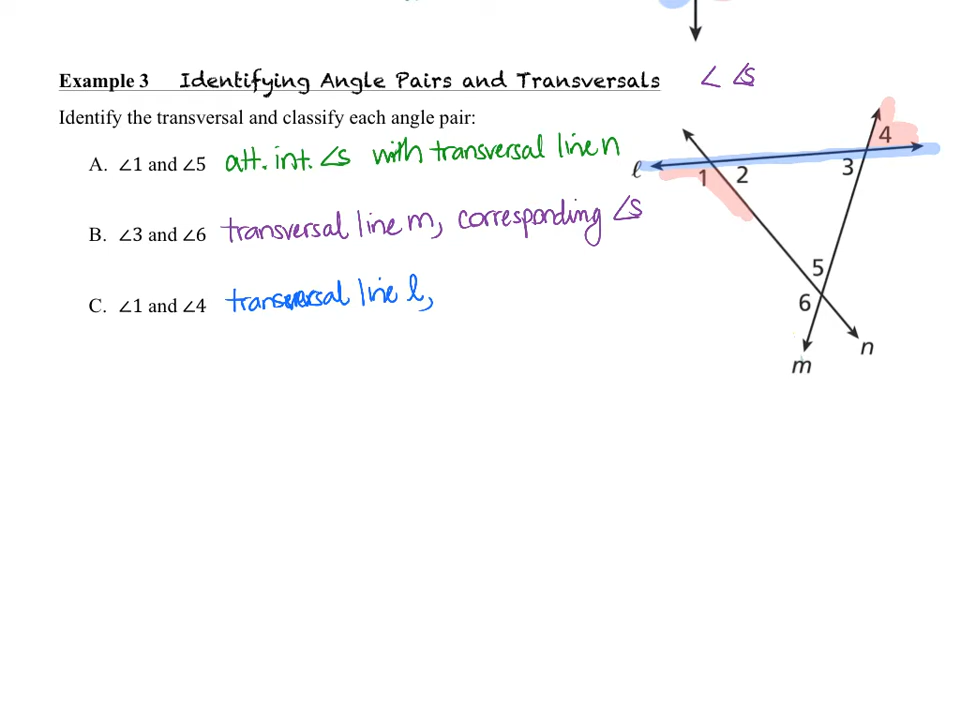 Example 3 Identifying Angle Pairs and Transversals ∠ ∠s
Identify the transversal and classify each angle pair:
A. ∠1 and ∠5 alt. int. ∠s with transversal line n
B. ∠3 and ∠6 transversal line m, corresponding ∠s
C. ∠1 and ∠4 transversal line l,
4
ℓ 1 2 3
5
6
n
m